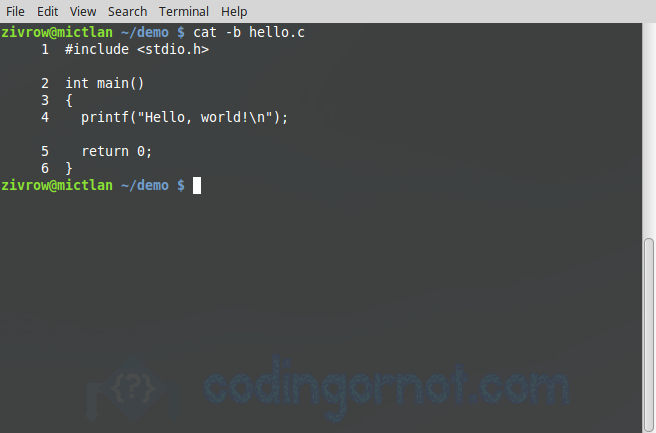 File Edit View Search Terminal Help
zivrow@mictlan ~/demo $ cat -b hello.c
1 #include <stdio.h>
2 int main()
3 {
4 printf("Hello, world!\n");
5 return 0;
6 }
zivrow@mictlan ~/demo $
{?} codingornot.com